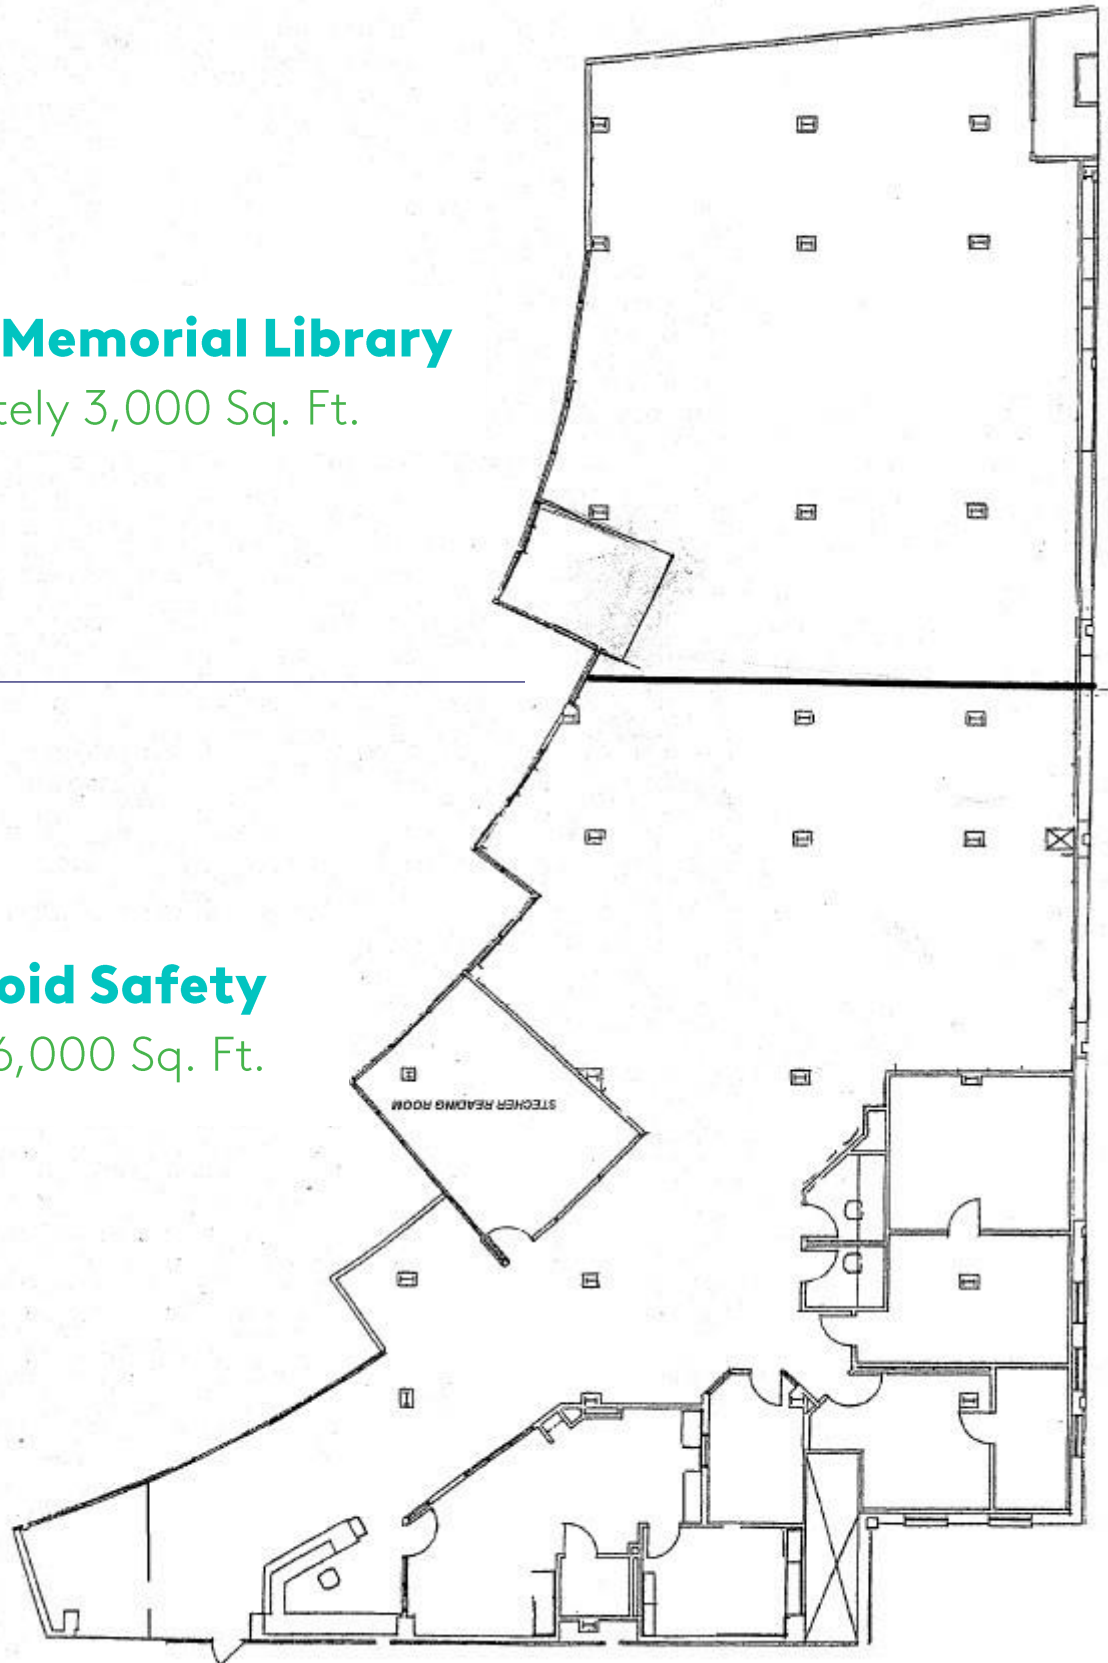 Memorial Library
tely 3,000 Sq. Ft.
oid Safety
6,000 Sq. Ft.
STECHER READING ROOM